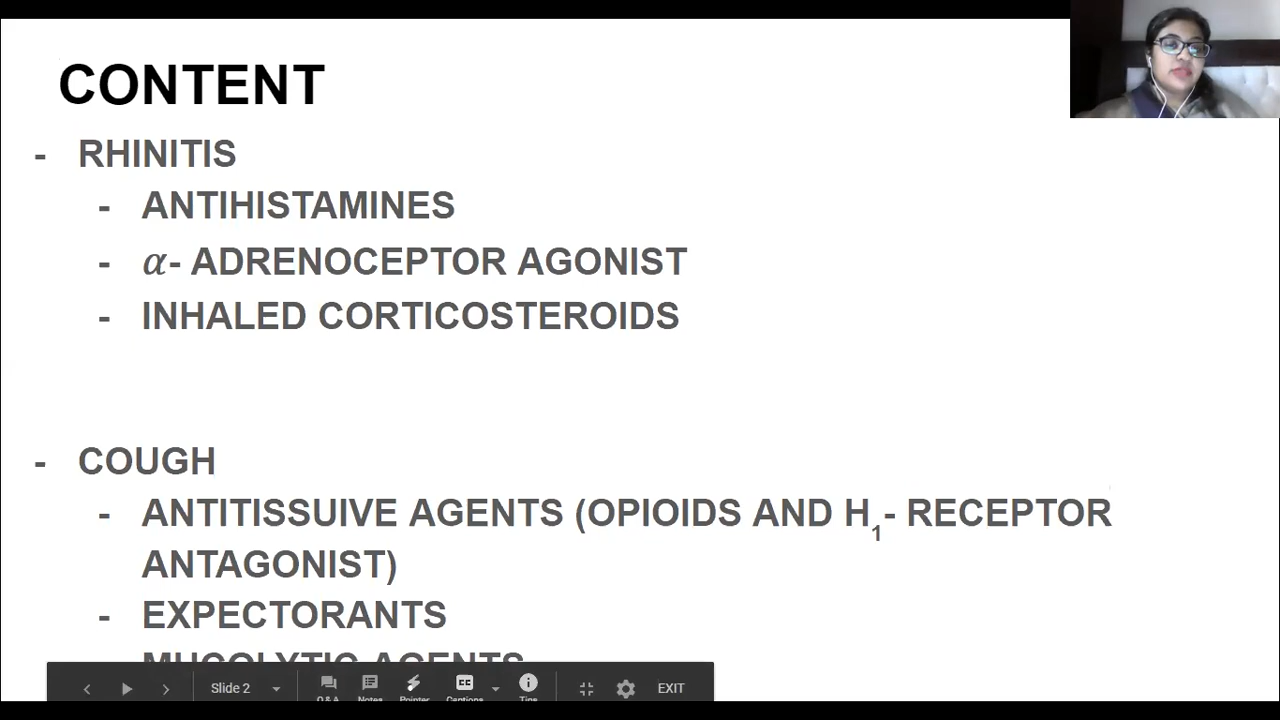 CONTENT
- RHINITIS
- ANTIHISTAMINES
- α- ADRENOCEPTOR AGONIST
- INHALED CORTICOSTEROIDS
- COUGH
- ANTITISSUIVE AGENTS (OPIOIDS AND H1- RECEPTOR
ANTAGONIST)
- EXPECTORANTS
MUCOLYTIC AGENTS
Slide 2 Q & A Notes Pointer Captions Tips EXIT